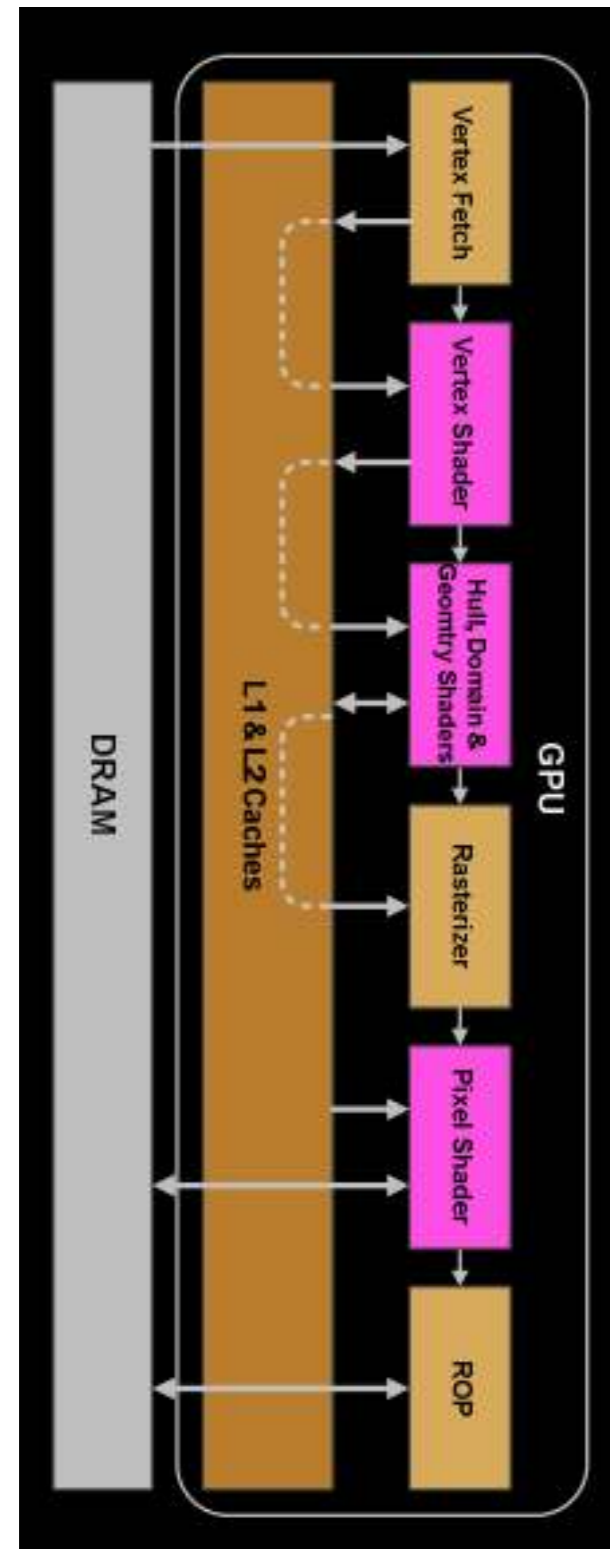 GPU
Vertex Fetch
Vertex Shader
Hull, Domain &
Geomtry Shaders
Rasterizer
Pixel Shader
ROP
L1 & L2 Caches
DRAM